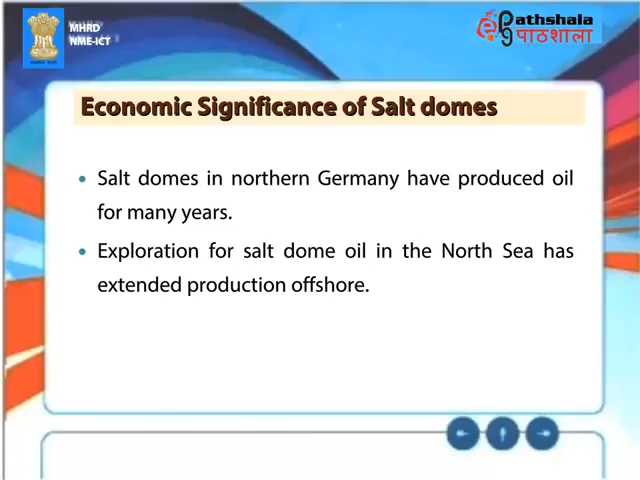 MHRD
NME-ICT
ePG Pathshala
पाठशाला
Economic Significance of Salt domes
• Salt domes in northern Germany have produced oil
for many years.
• Exploration for salt dome oil in the North Sea has
extended production offshore.